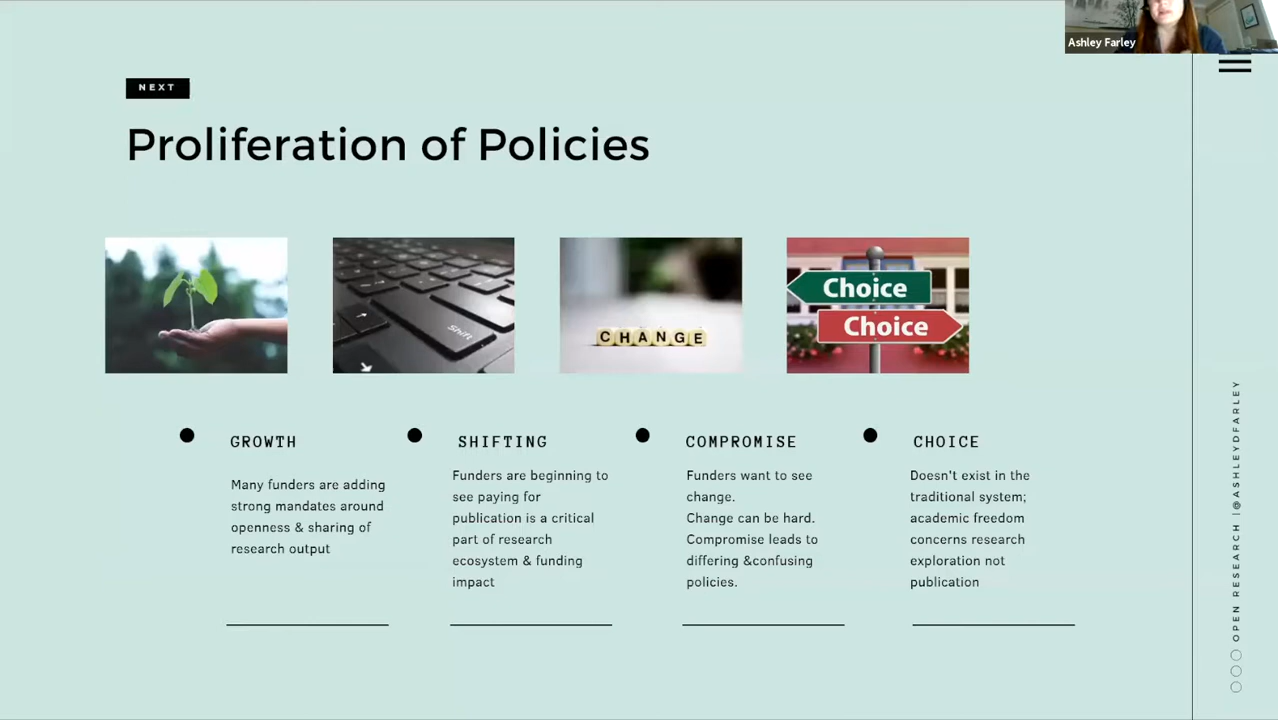 Ashley Farley
NEXT
Proliferation of Policies
Shift
CHANGE
Choice
Choice
GROWTH
Many funders are adding
strong mandates around
openness & sharing of
research output
SHIFTING
Funders are beginning to
see paying for
publication is a critical
part of research
ecosystem & funding
impact
COMPROMISE
Funders want to see
change.
Change can be hard.
Compromise leads to
differing &confusing
policies.
CHOICE
Doesn't exist in the
traditional system;
academic freedom
concerns research
exploration not
publication
OPEN RESEARCH |@ASHLEYDFARLEY